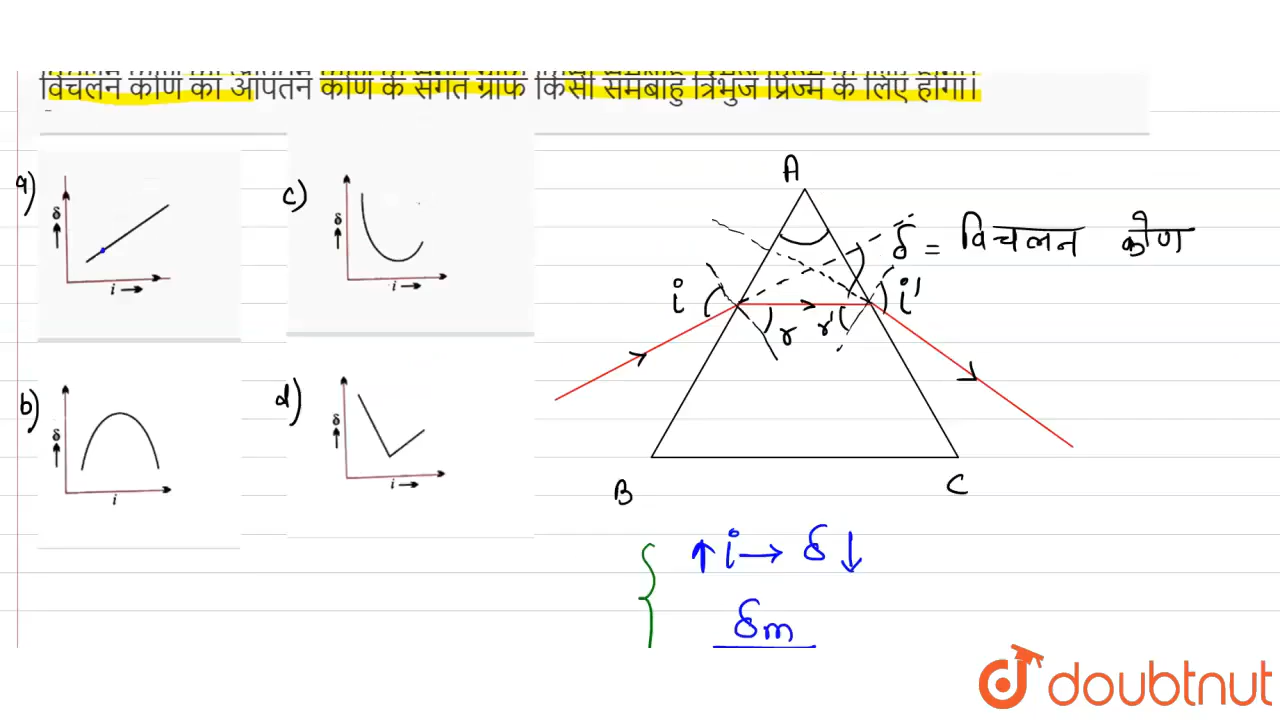 विचलन कोण का आपतन कोण के संगत ग्राफ किसी समबाहु त्रिभुज प्रिज्म के लिए होगा।
a)
δ
i
c)
δ
i
b)
δ
i
d)
δ
i
A
δ = विचलन कोण
i
i'
r
r'
B
C
↑ i → δ ↓
δm
doubtnut